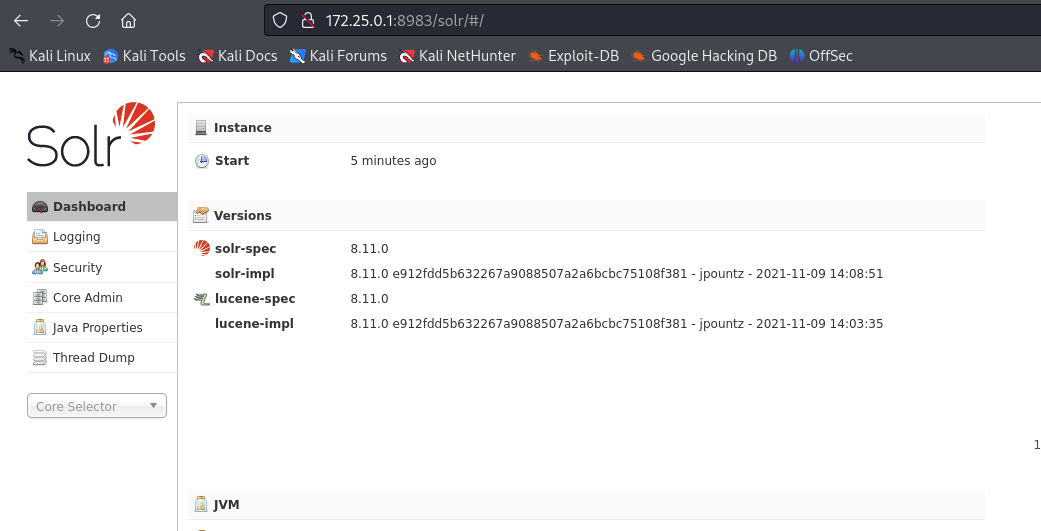 172.25.0.1:8983/solr/#/
Kali Linux Kali Tools Kali Docs Kali Forums Kali NetHunter Exploit-DB Google Hacking DB OffSec
Solr
Dashboard
Logging
Security
Core Admin
Java Properties
Thread Dump
Core Selector
Instance
Start 5 minutes ago
Versions
solr-spec 8.11.0
solr-impl 8.11.0 e912fdd5b632267a9088507a2a6bcbc75108f381 - jpountz - 2021-11-09 14:08:51
lucene-spec 8.11.0
lucene-impl 8.11.0 e912fdd5b632267a9088507a2a6bcbc75108f381 - jpountz - 2021-11-09 14:03:35
1
JVM